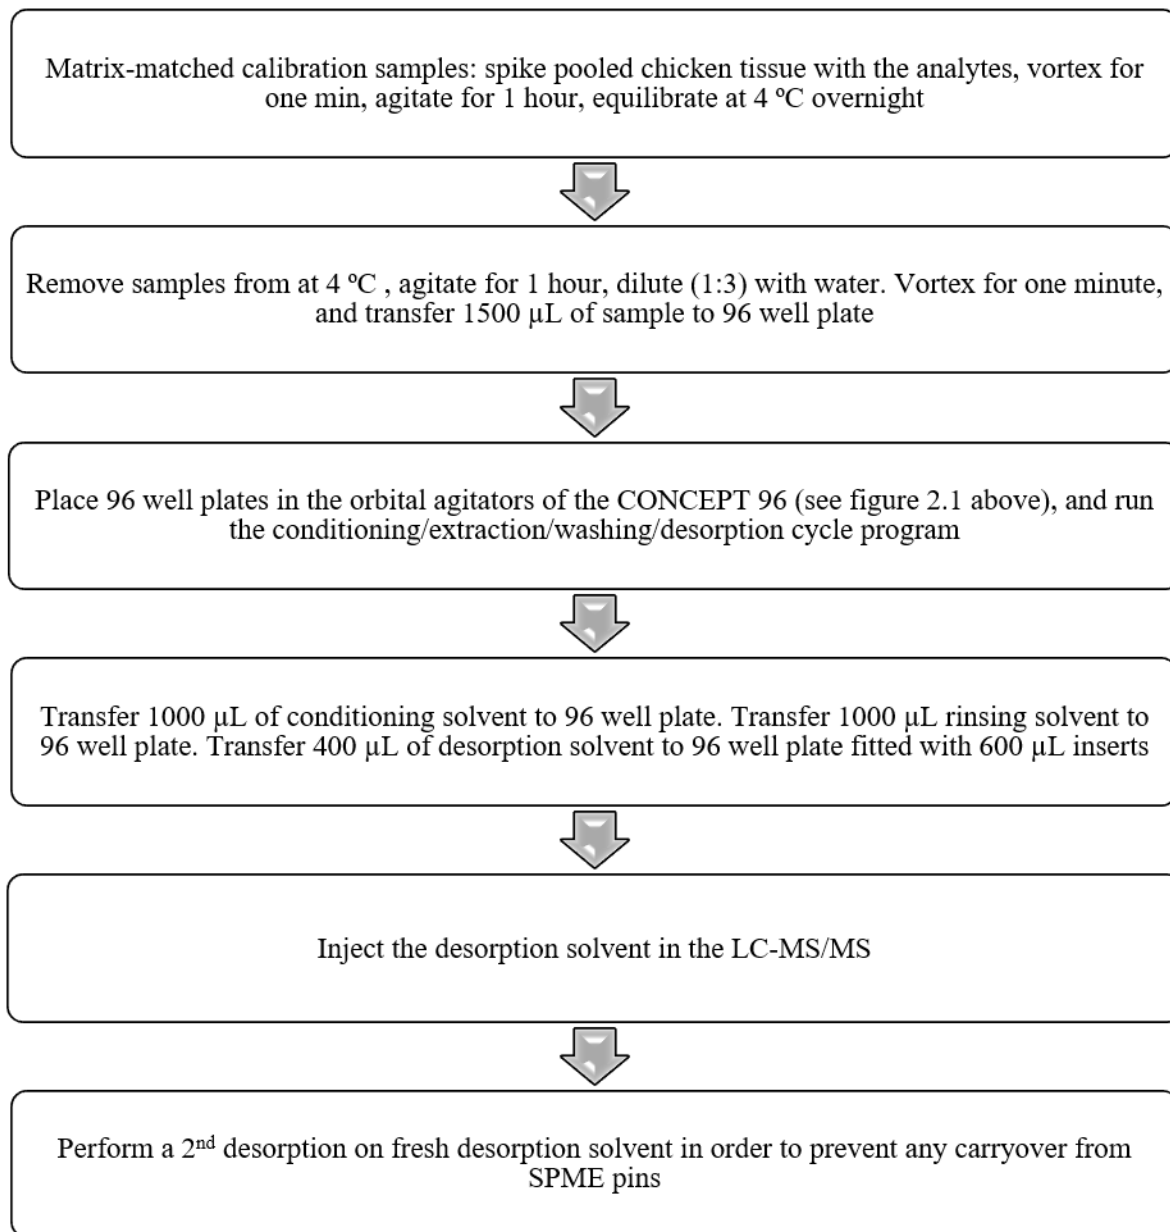 Matrix-matched calibration samples: spike pooled chicken tissue with the analytes, vortex for
one min, agitate for 1 hour, equilibrate at 4 ºC overnight
Remove samples from at 4 ºC , agitate for 1 hour, dilute (1:3) with water. Vortex for one minute,
and transfer 1500 µL of sample to 96 well plate
Place 96 well plates in the orbital agitators of the CONCEPT 96 (see figure 2.1 above), and run
the conditioning/extraction/washing/desorption cycle program
Transfer 1000 µL of conditioning solvent to 96 well plate. Transfer 1000 µL rinsing solvent to
96 well plate. Transfer 400 µL of desorption solvent to 96 well plate fitted with 600 µL inserts
Inject the desorption solvent in the LC-MS/MS
Perform a 2nd desorption on fresh desorption solvent in order to prevent any carryover from
SPME pins